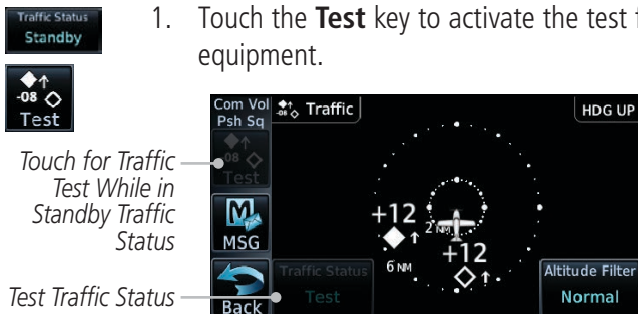 Traffic Status
Standby
-08
Test
1. Touch the Test key to activate the test f
equipment.
Touch for Traffic
Test While in
Standby Traffic
Status
Test Traffic Status
Com Vol
Psh Sq
Traffic
HDG UP
08
Test
MSG
Back
+12
2 NM
+12
6 NM
Traffic Status
Test
Altitude Filter
Normal